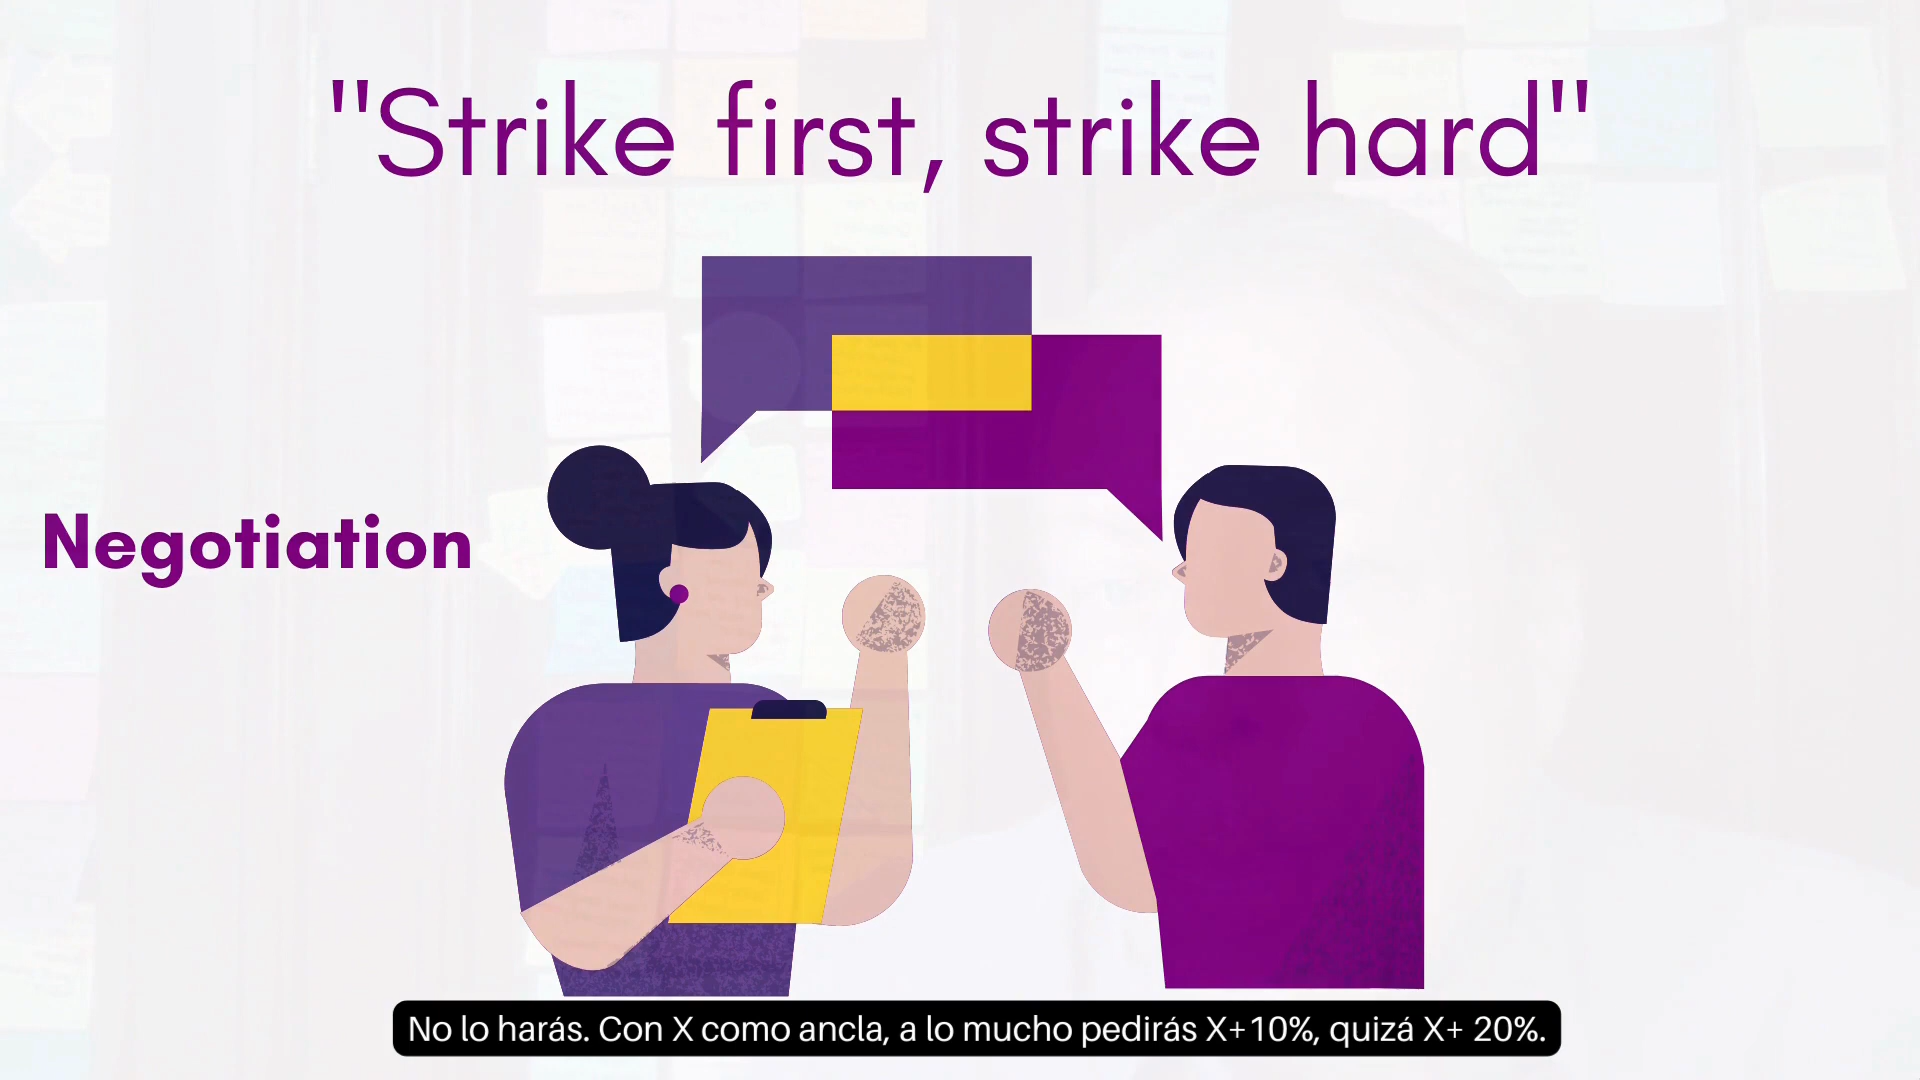 "Strike first, strike hard"
Negotiation
No lo harás. Con X como ancla, a lo mucho pedirás X+10%, quizá X+ 20%.